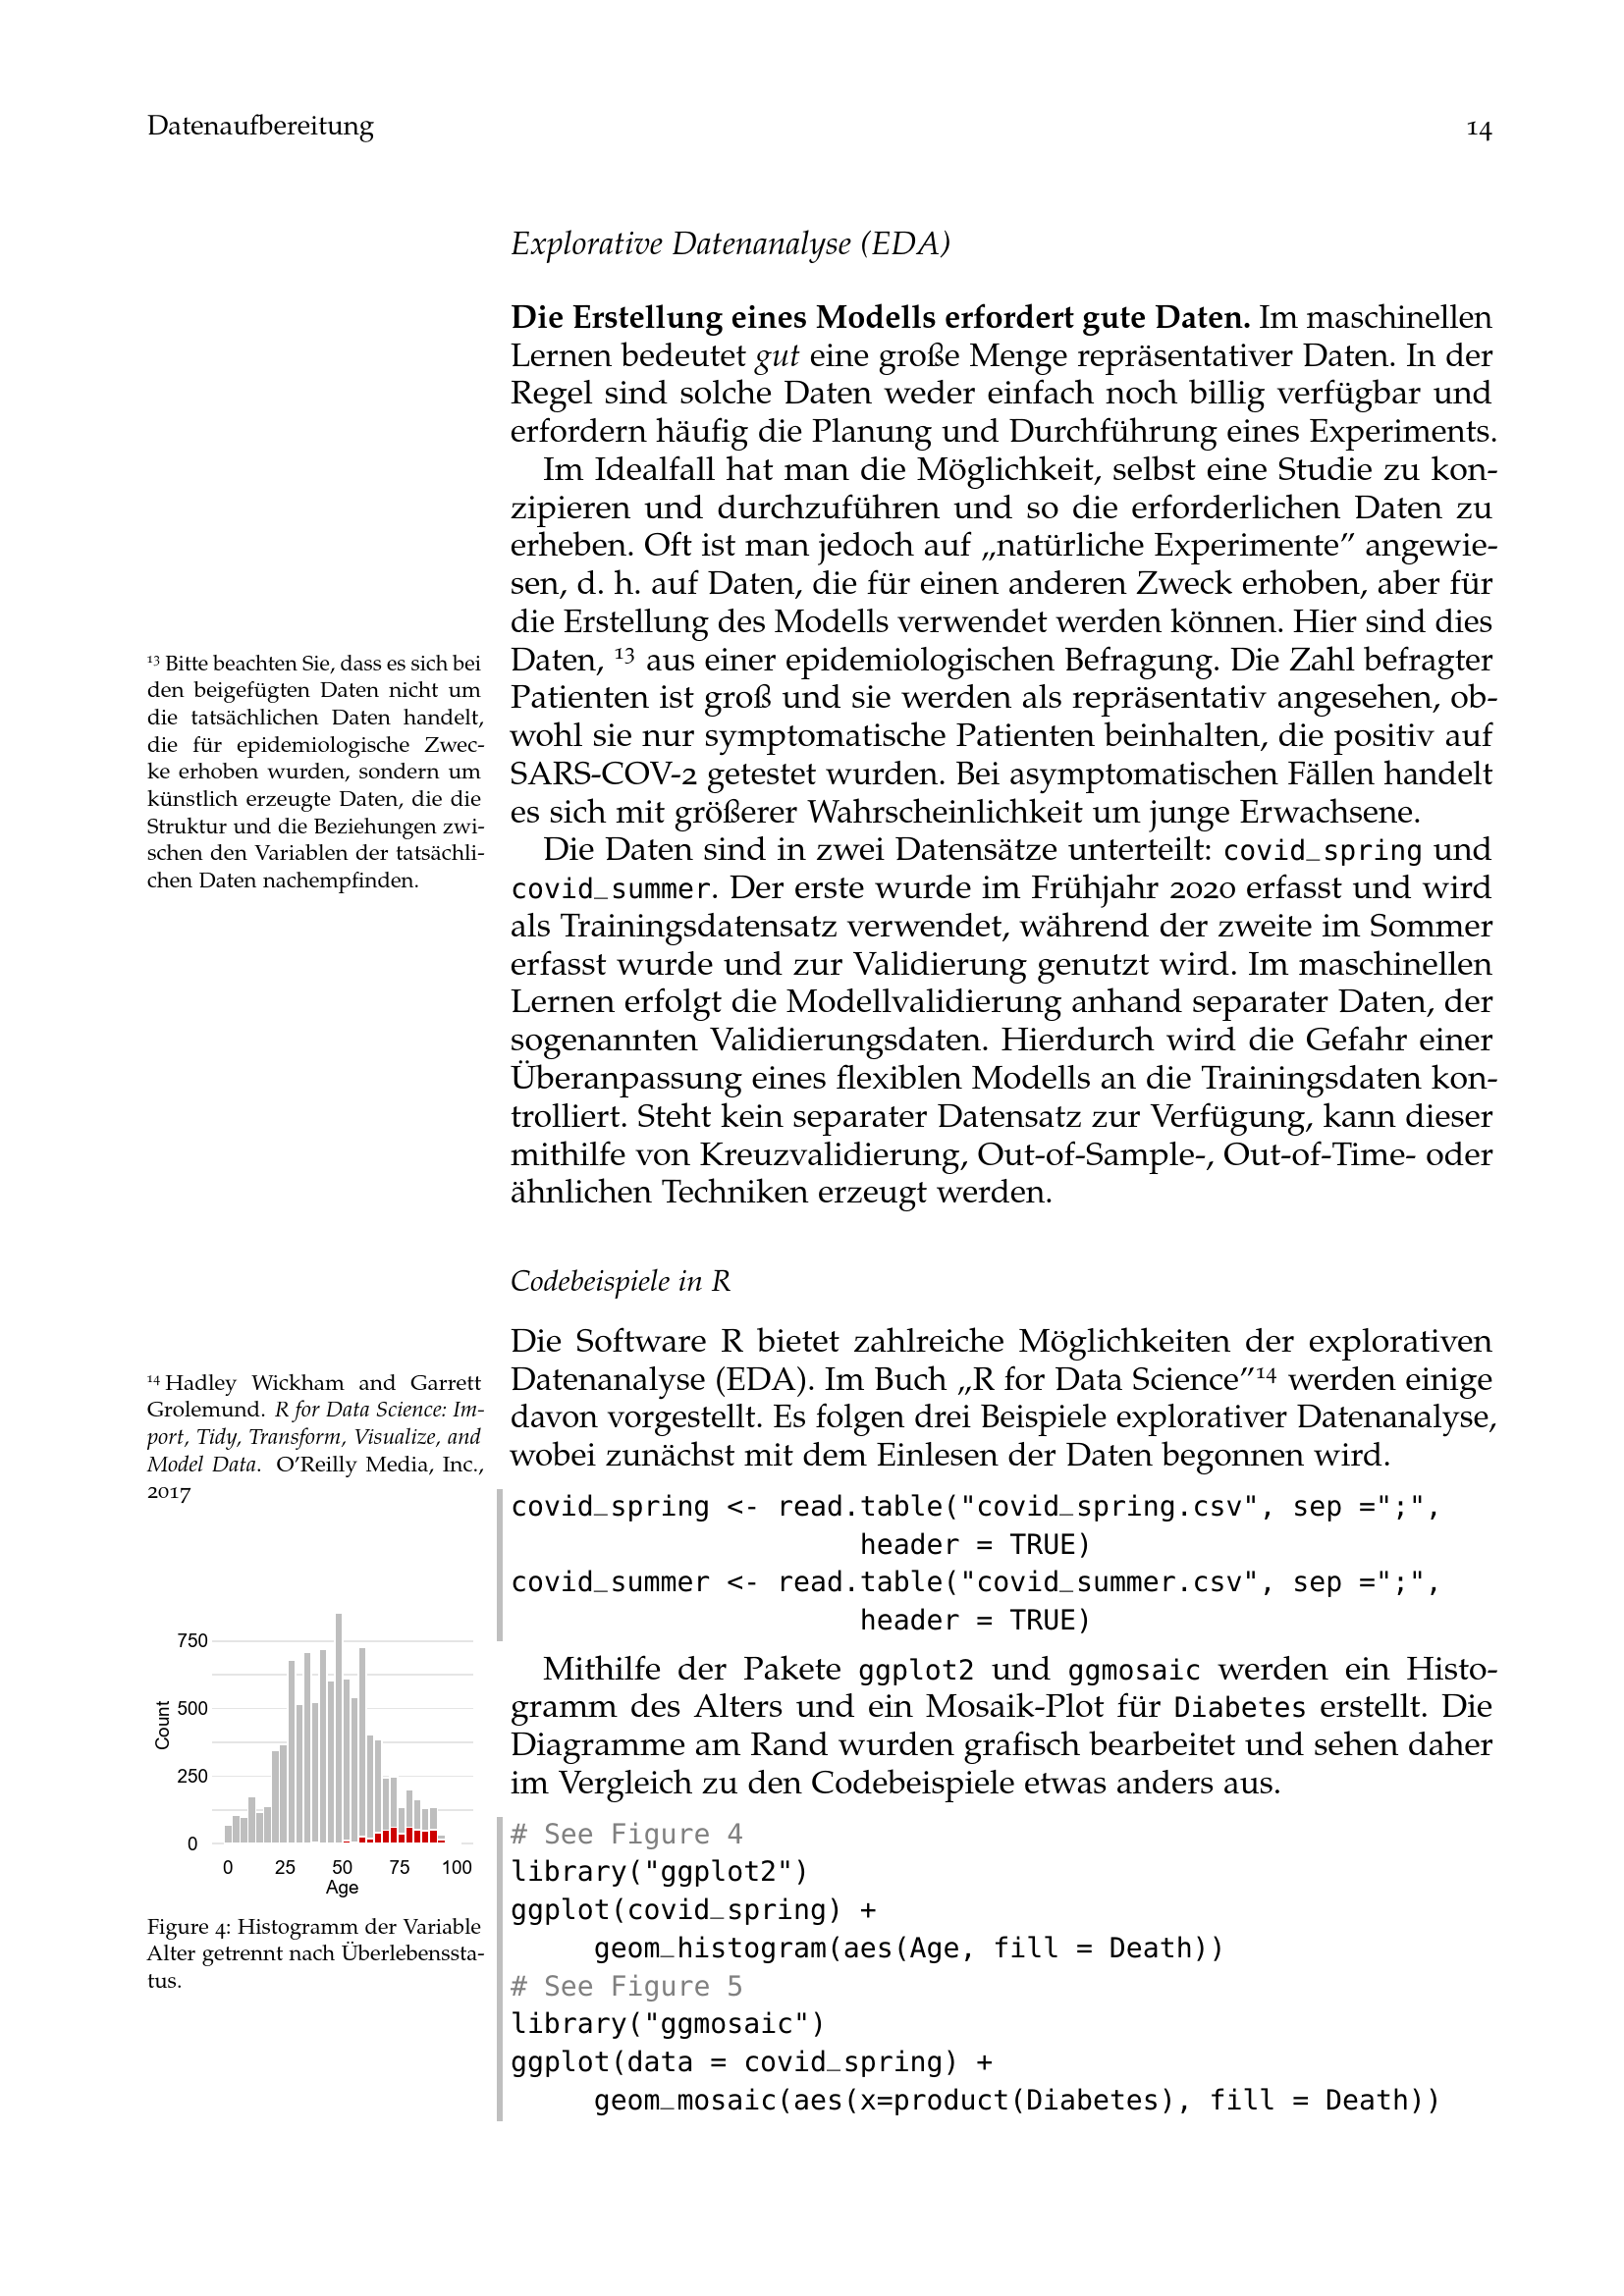 Datenaufbereitung 14
Explorative Datenanalyse (EDA)
Die Erstellung eines Modells erfordert gute Daten. Im maschinellen
Lernen bedeutet gut eine große Menge repräsentativer Daten. In der
Regel sind solche Daten weder einfach noch billig verfügbar und
erfordern häufig die Planung und Durchführung eines Experiments.
Im Idealfall hat man die Möglichkeit, selbst eine Studie zu kon-
zipieren und durchzuführen und so die erforderlichen Daten zu
erheben. Oft ist man jedoch auf „natürliche Experimente” angewie-
sen, d. h. auf Daten, die für einen anderen Zweck erhoben, aber für
die Erstellung des Modells verwendet werden können. Hier sind dies
Daten, ¹³ aus einer epidemiologischen Befragung. Die Zahl befragter
Patienten ist groß und sie werden als repräsentativ angesehen, ob-
wohl sie nur symptomatische Patienten beinhalten, die positiv auf
SARS-COV-2 getestet wurden. Bei asymptomatischen Fällen handelt
es sich mit größerer Wahrscheinlichkeit um junge Erwachsene.
¹³ Bitte beachten Sie, dass es sich bei
den beigefügten Daten nicht um
die tatsächlichen Daten handelt,
die für epidemiologische Zwec-
ke erhoben wurden, sondern um
künstlich erzeugte Daten, die die
Struktur und die Beziehungen zwi-
schen den Variablen der tatsächli-
chen Daten nachempfinden.
Die Daten sind in zwei Datensätze unterteilt: covid_spring und
covid_summer. Der erste wurde im Frühjahr 2020 erfasst und wird
als Trainingsdatensatz verwendet, während der zweite im Sommer
erfasst wurde und zur Validierung genutzt wird. Im maschinellen
Lernen erfolgt die Modellvalidierung anhand separater Daten, der
sogenannten Validierungsdaten. Hierdurch wird die Gefahr einer
Überanpassung eines flexiblen Modells an die Trainingsdaten kon-
trolliert. Steht kein separater Datensatz zur Verfügung, kann dieser
mithilfe von Kreuzvalidierung, Out-of-Sample-, Out-of-Time- oder
ähnlichen Techniken erzeugt werden.
Codebeispiele in R
Die Software R bietet zahlreiche Möglichkeiten der explorativen
Datenanalyse (EDA). Im Buch „R for Data Science”¹⁴ werden einige
davon vorgestellt. Es folgen drei Beispiele explorativer Datenanalyse,
wobei zunächst mit dem Einlesen der Daten begonnen wird.
¹⁴ Hadley Wickham and Garrett
Grolemund. R for Data Science: Im-
port, Tidy, Transform, Visualize, and
Model Data. O'Reilly Media, Inc.,
2017
covid_spring <- read.table("covid_spring.csv", sep =";",
header = TRUE)
covid_summer <- read.table("covid_summer.csv", sep =";",
header = TRUE)
Mithilfe der Pakete ggplot2 und ggmosaic werden ein Histo-
gramm des Alters und ein Mosaik-Plot für Diabetes erstellt. Die
Diagramme am Rand wurden grafisch bearbeitet und sehen daher
im Vergleich zu den Codebeispiele etwas anders aus.
750
500
250
0
Count
0 25 50 75 100
Age
Figure 4: Histogramm der Variable
Alter getrennt nach Überlebenssta-
tus.
# See Figure 4
library("ggplot2")
ggplot(covid_spring) +
geom_histogram(aes(Age, fill = Death))
# See Figure 5
library("ggmosaic")
ggplot(data = covid_spring) +
geom_mosaic(aes(x=product(Diabetes), fill = Death))